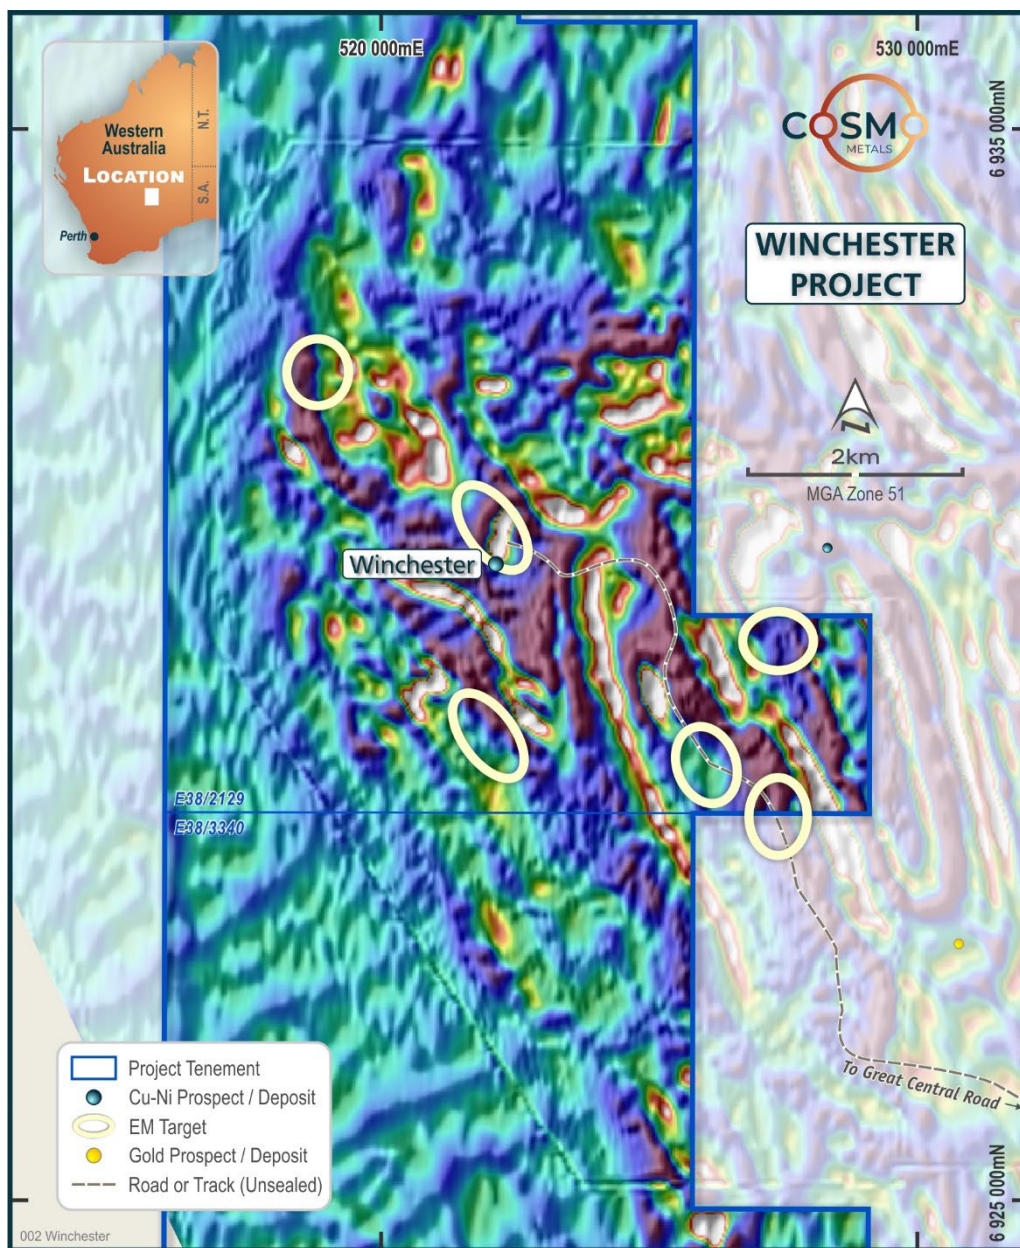 520 000mE
530 000mE
6 935 000mN
Western
Australia
LOCATION
N.T.
S.A.
Perth
COSMO
METALS
WINCHESTER
PROJECT
N
2km
MGA Zone 51
Winchester
E38/2129
E38/3340
To Great Central Road
Project Tenement
Cu-Ni Prospect / Deposit
EM Target
Gold Prospect / Deposit
Road or Track (Unsealed)
6 925 000mN
002 Winchester